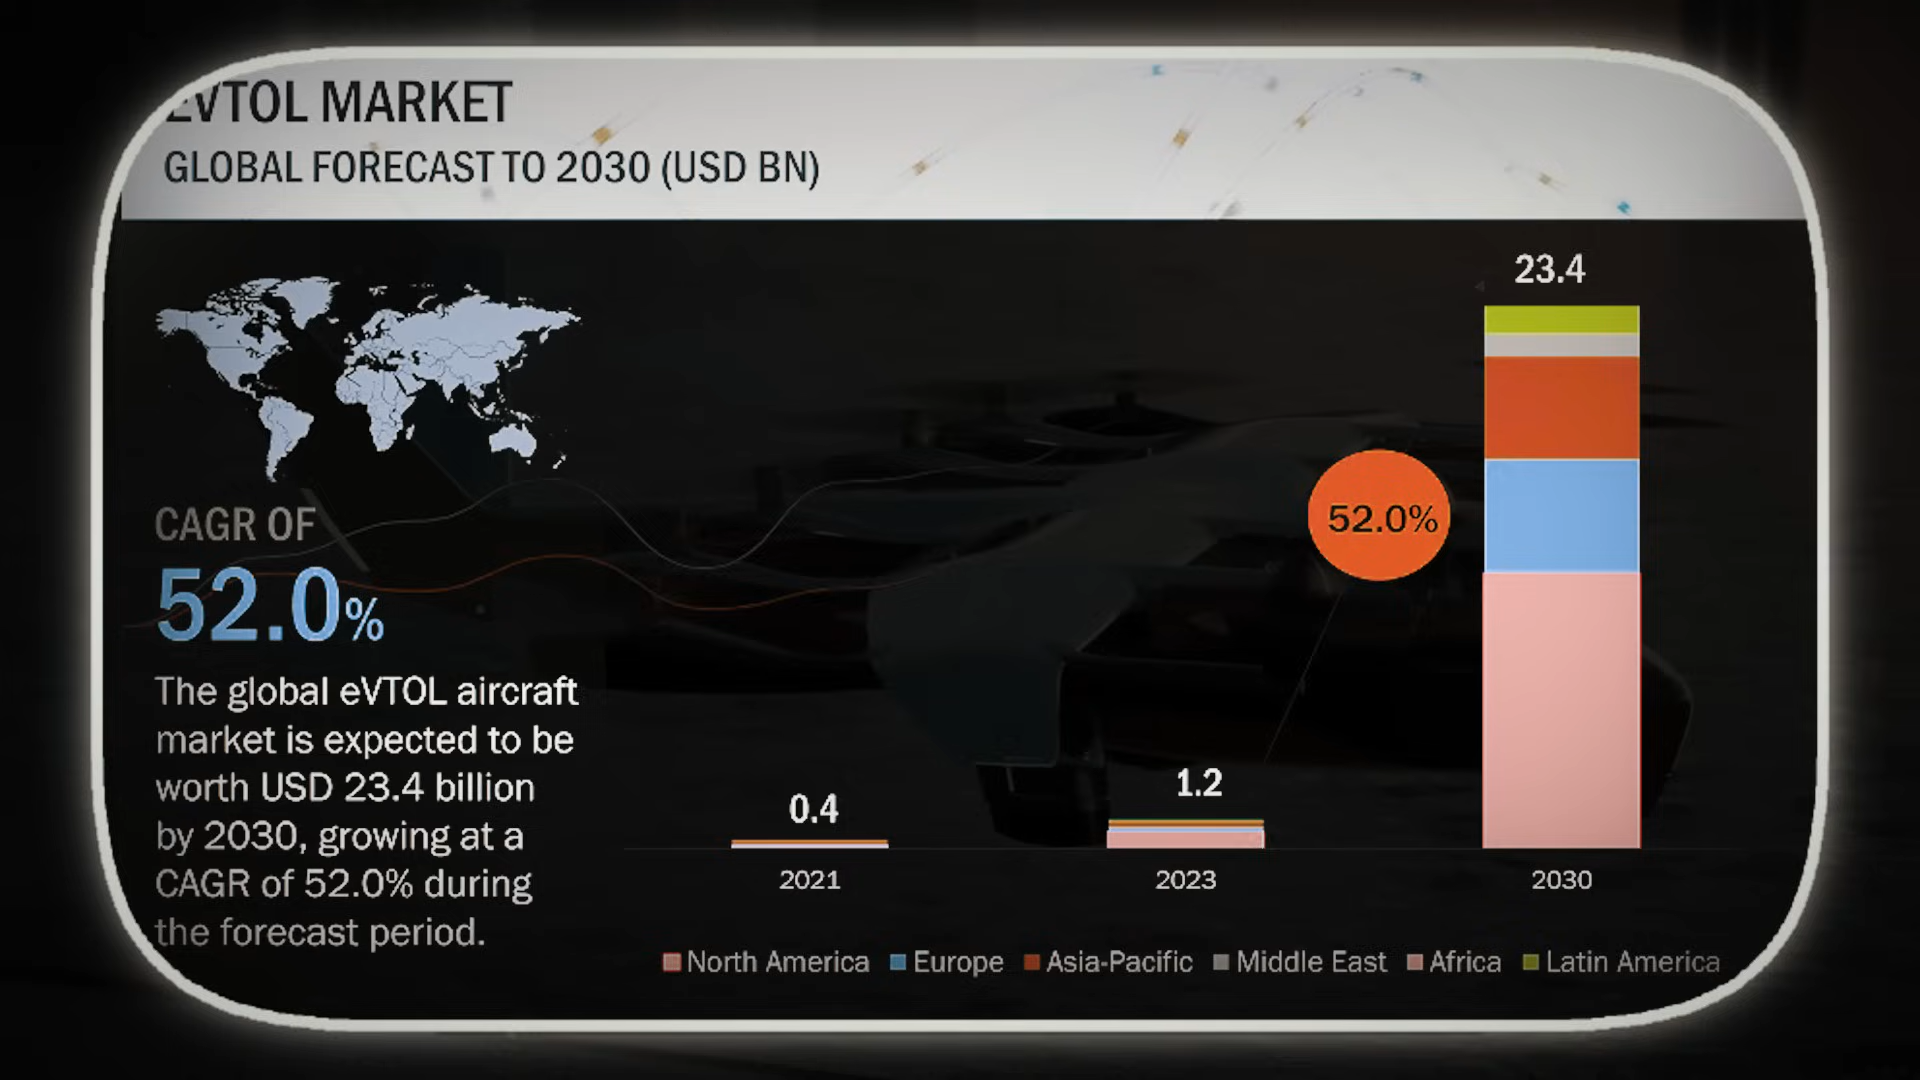 EVTOL MARKET
GLOBAL FORECAST TO 2030 (USD BN)
23.4
CAGR OF
52.0%
52.0%
The global eVTOL aircraft
market is expected to be
worth USD 23.4 billion
by 2030, growing at a
CAGR of 52.0% during
the forecast period.
0.4
1.2
2021 2023 2030
North America Europe Asia-Pacific Middle East Africa Latin America